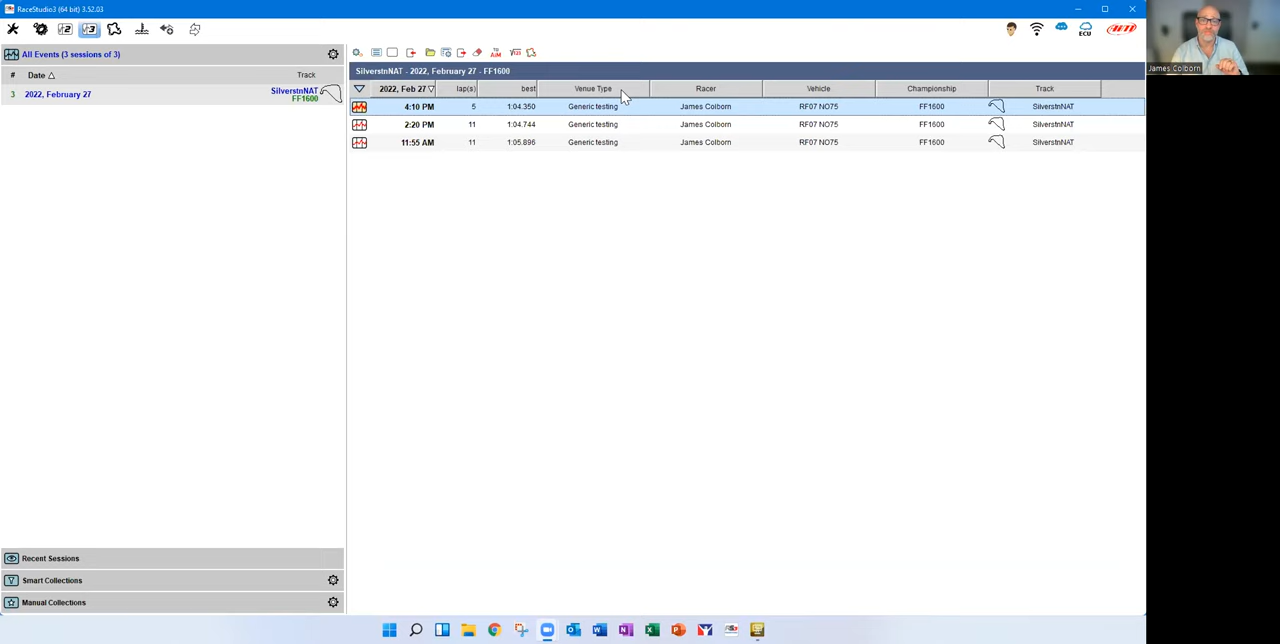 RaceStudio3 (64 bit) 3.52.03
ECU
All Events (3 sessions of 3)
# Date Track
3 2022, February 27 SilverstnNAT
FF1600
SilverstnNAT - 2022, February 27 - FF1600
2022, Feb 27 lap(s) best Venue Type Racer Vehicle Championship Track
4:10 PM 5 1:04.350 Generic testing James Colborn RF07 NO75 FF1600 SilverstnNAT
2:20 PM 11 1:04.744 Generic testing James Colborn RF07 NO75 FF1600 SilverstnNAT
11:55 AM 11 1:05.896 Generic testing James Colborn RF07 NO75 FF1600 SilverstnNAT
James Colborn
Recent Sessions
Smart Collections
Manual Collections